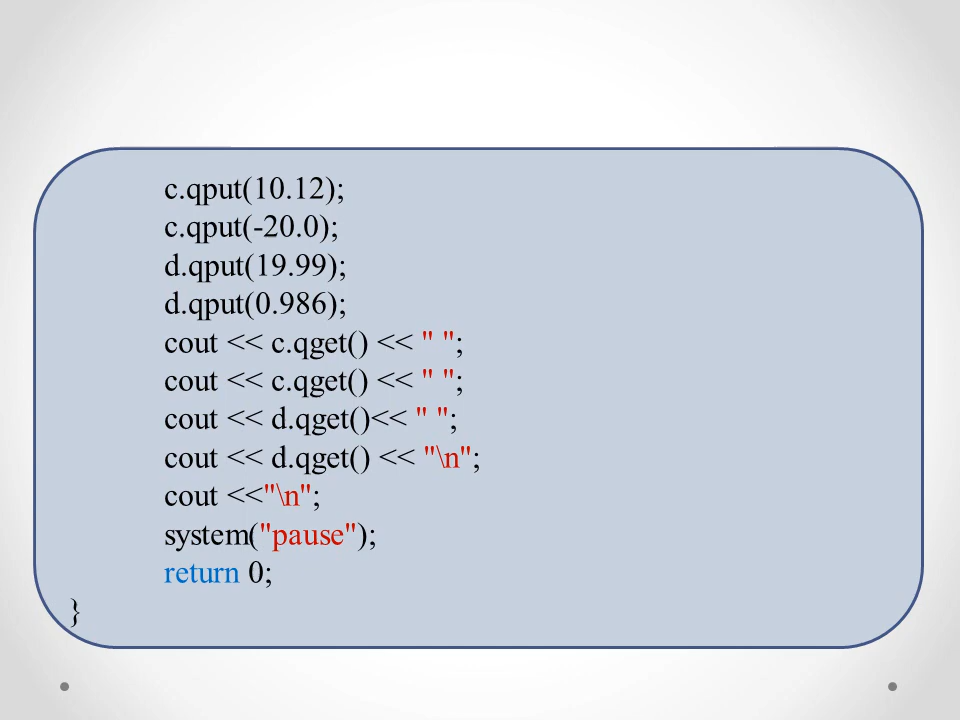 c.qput(10.12);
c.qput(-20.0);
d.qput(19.99);
d.qput(0.986);
cout << c.qget() << " ";
cout << c.qget() << " ";
cout << d.qget()<< " ";
cout << d.qget() << "\n";
cout <<"\n";
system("pause");
return 0;
}